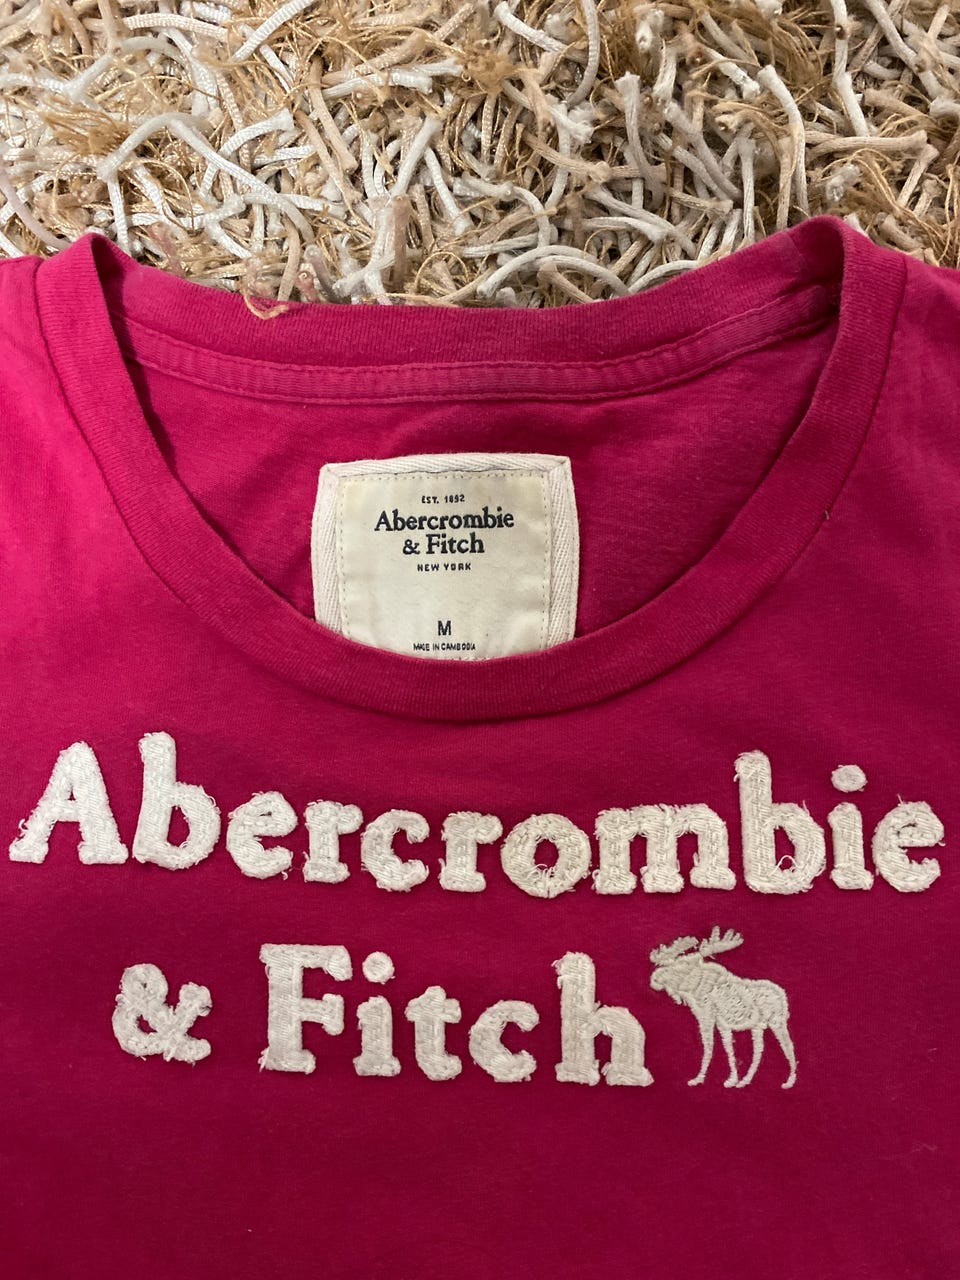 EST. 1892
Abercrombie
& Fitch
NEW YORK
M
MADE IN CAMBODIA
Abercrombie
& Fitch